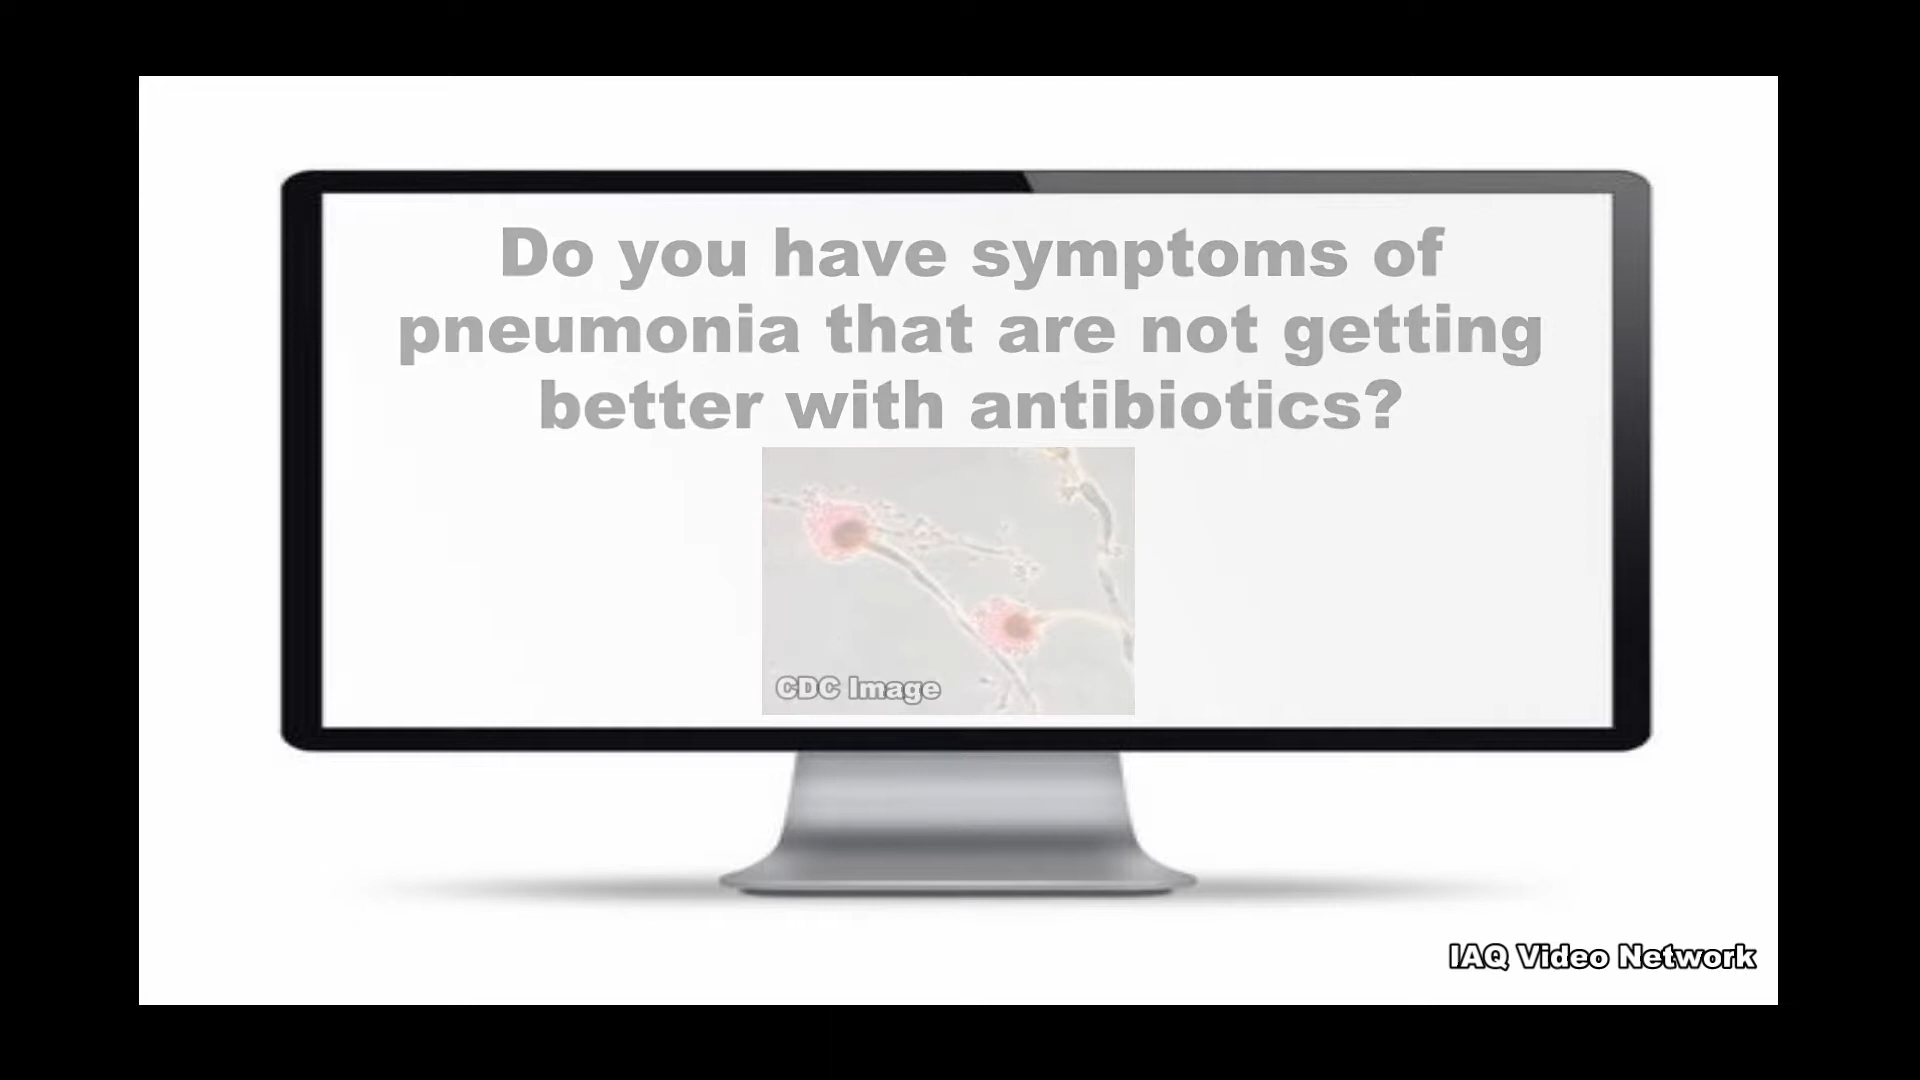 Do you have symptoms of
pneumonia that are not getting
better with antibiotics?
CDC Image
IAQ Video Network